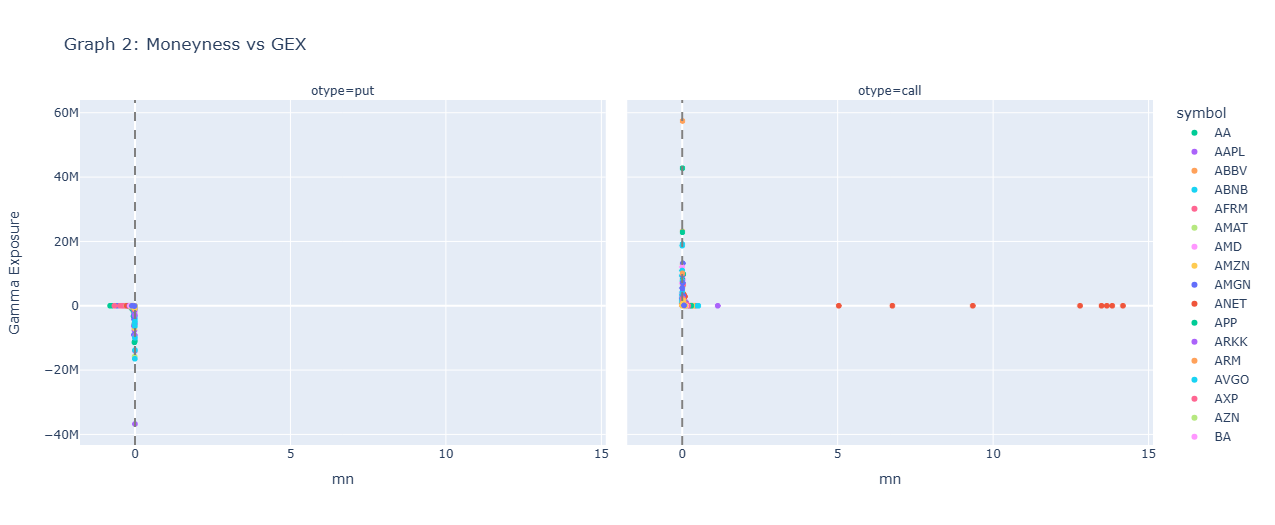 Graph 2: Moneyness vs GEX
otype=put
otype=call
symbol
AA
AAPL
ABBV
ABNB
AFRM
AMAT
AMD
AMZN
AMGN
ANET
APP
ARKK
ARM
AVGO
AXP
AZN
BA
Gamma Exposure
60M
40M
20M
0
−20M
−40M
0
5
10
15
0
5
10
15
mn
mn